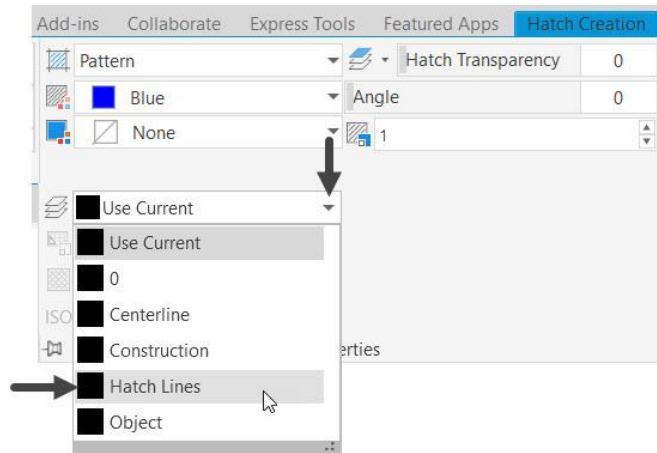 Add-ins Collaborate Express Tools Featured Apps Hatch Creation
Pattern Hatch Transparency 0
Blue Angle 0
None 1
Use Current
Use Current
0
Centerline
ISO
Construction erties
Hatch Lines
Object